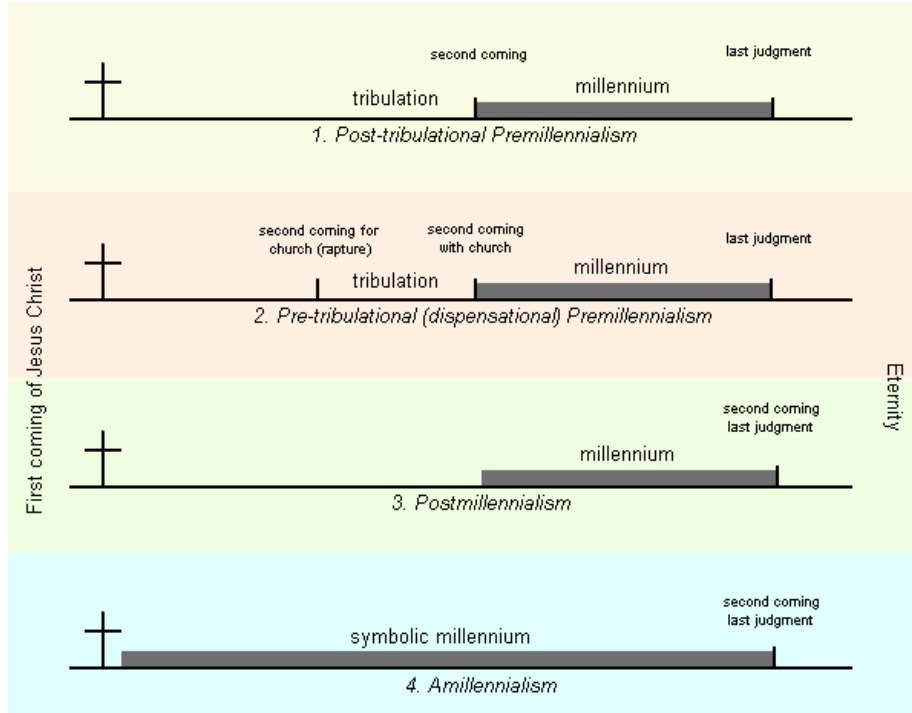 second coming
last judgment
tribulation
millennium
1. Post-tribulational Premillennialism
second coming for
church (rapture)
second coming
with church
last judgment
tribulation
millennium
2. Pre-tribulational (dispensational) Premillennialism
First coming of Jesus Christ
Eternity
second coming
last judgment
millennium
3. Postmillennialism
second coming
last judgment
symbolic millennium
4. Amillennialism